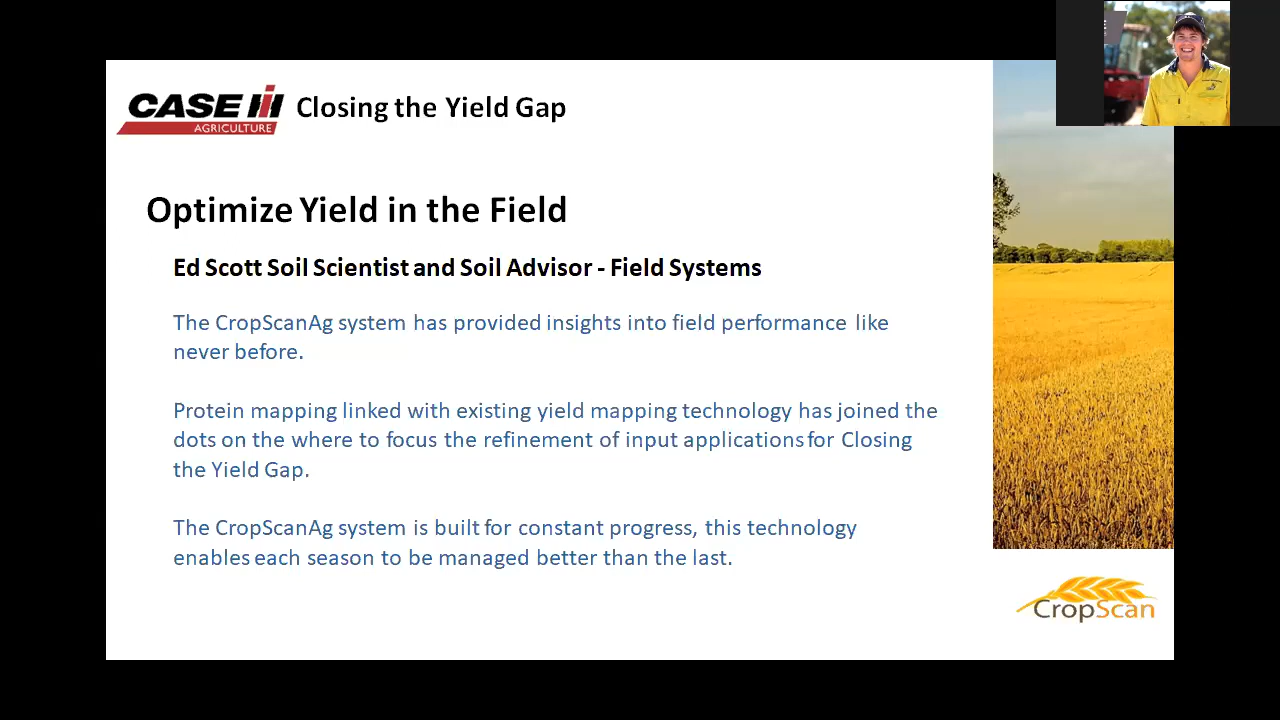 CASE IH
AGRICULTURE
Closing the Yield Gap
Optimize Yield in the Field
Ed Scott Soil Scientist and Soil Advisor - Field Systems
The CropScanAg system has provided insights into field performance like
never before.
Protein mapping linked with existing yield mapping technology has joined the
dots on the where to focus the refinement of input applications for Closing
the Yield Gap.
The CropScanAg system is built for constant progress, this technology
enables each season to be managed better than the last.
CropScan